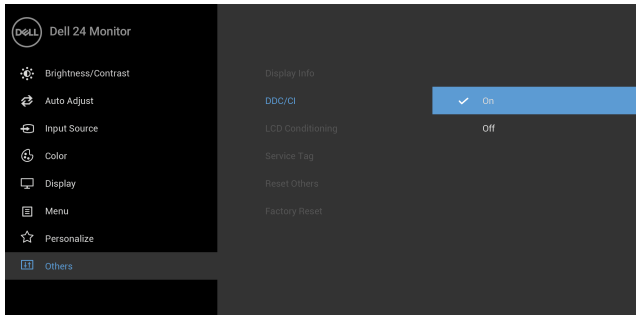 DELL
Dell 24 Monitor
Brightness/Contrast
Auto Adjust
Input Source
Color
Display
Menu
Personalize
Others
Display Info
DDC/CI
LCD Conditioning
Service Tag
Reset Others
Factory Reset
On
Off